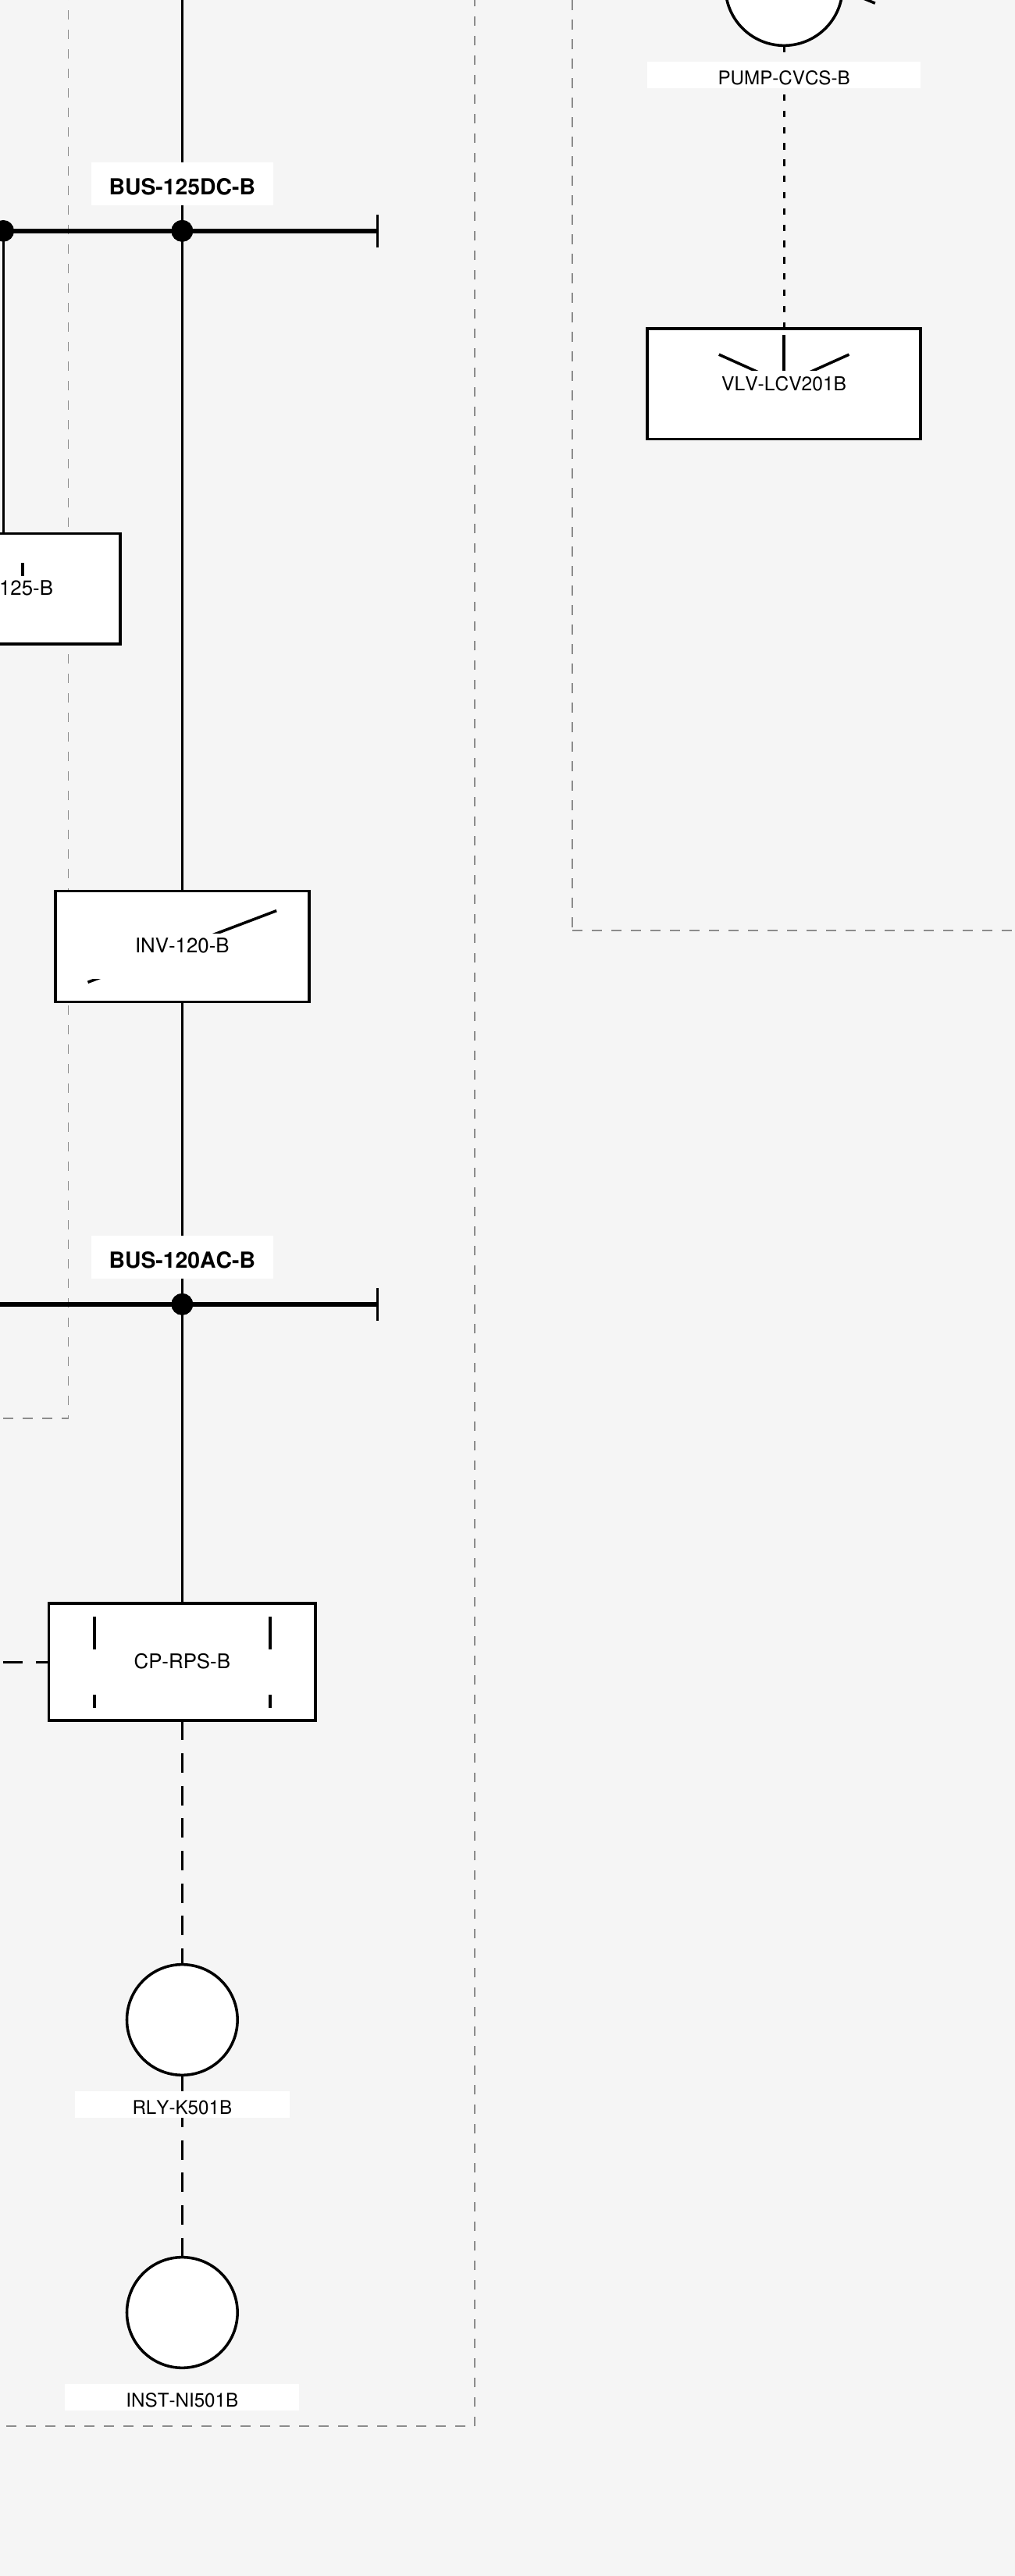 PUMP-CVCS-B
BUS-125DC-B
VLV-LCV201B
125-B
INV-120-B
BUS-120AC-B
CP-RPS-B
RLY-K501B
INST-NI501B